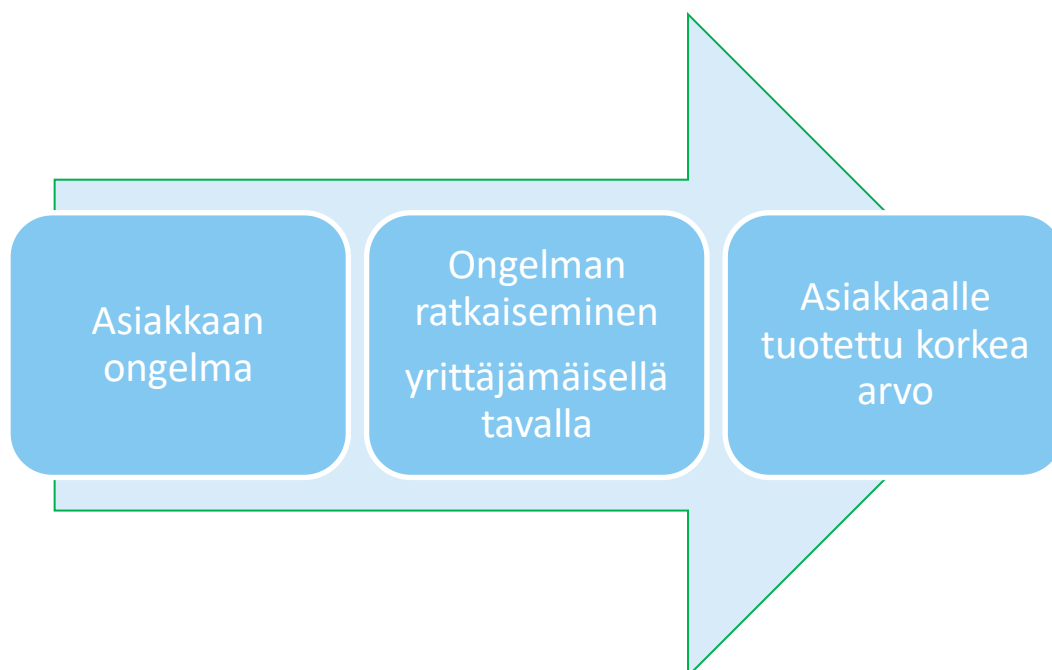 Asiakkaan
ongelma
Ongelman
ratkaiseminen
yrittäjämäisellä
tavalla
Asiakkaalle
tuotettu korkea
arvo